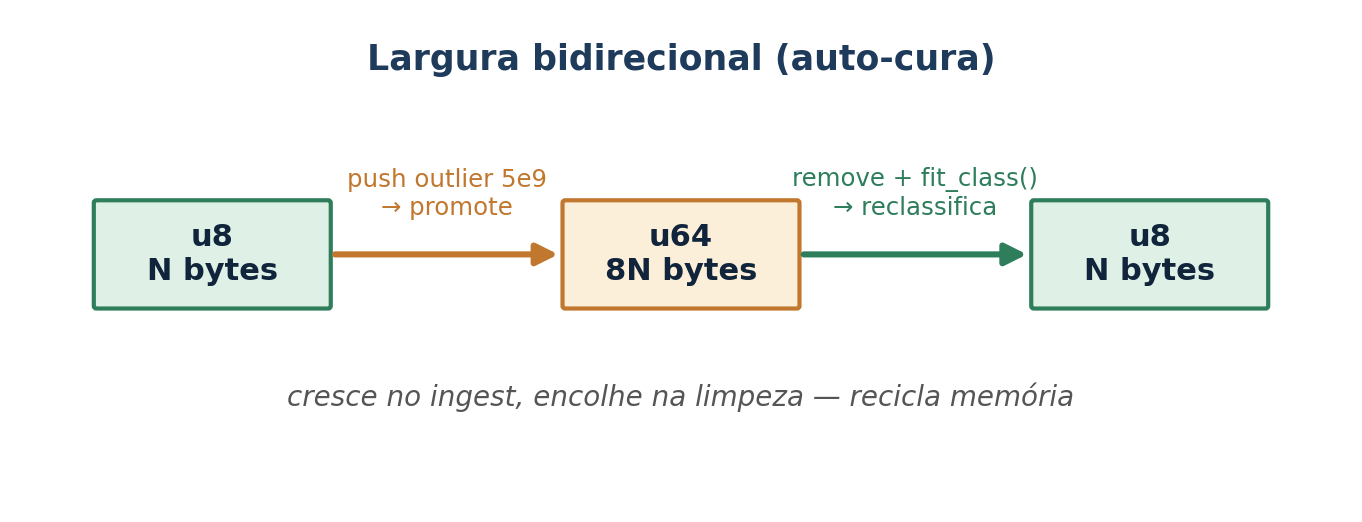 Largura bidirecional (auto-cura)
push outlier 5e9
→ promote
remove + fit_class()
→ reclassifica
u8
N bytes
u64
8N bytes
u8
N bytes
cresce no ingest, encolhe na limpeza — recicla memória